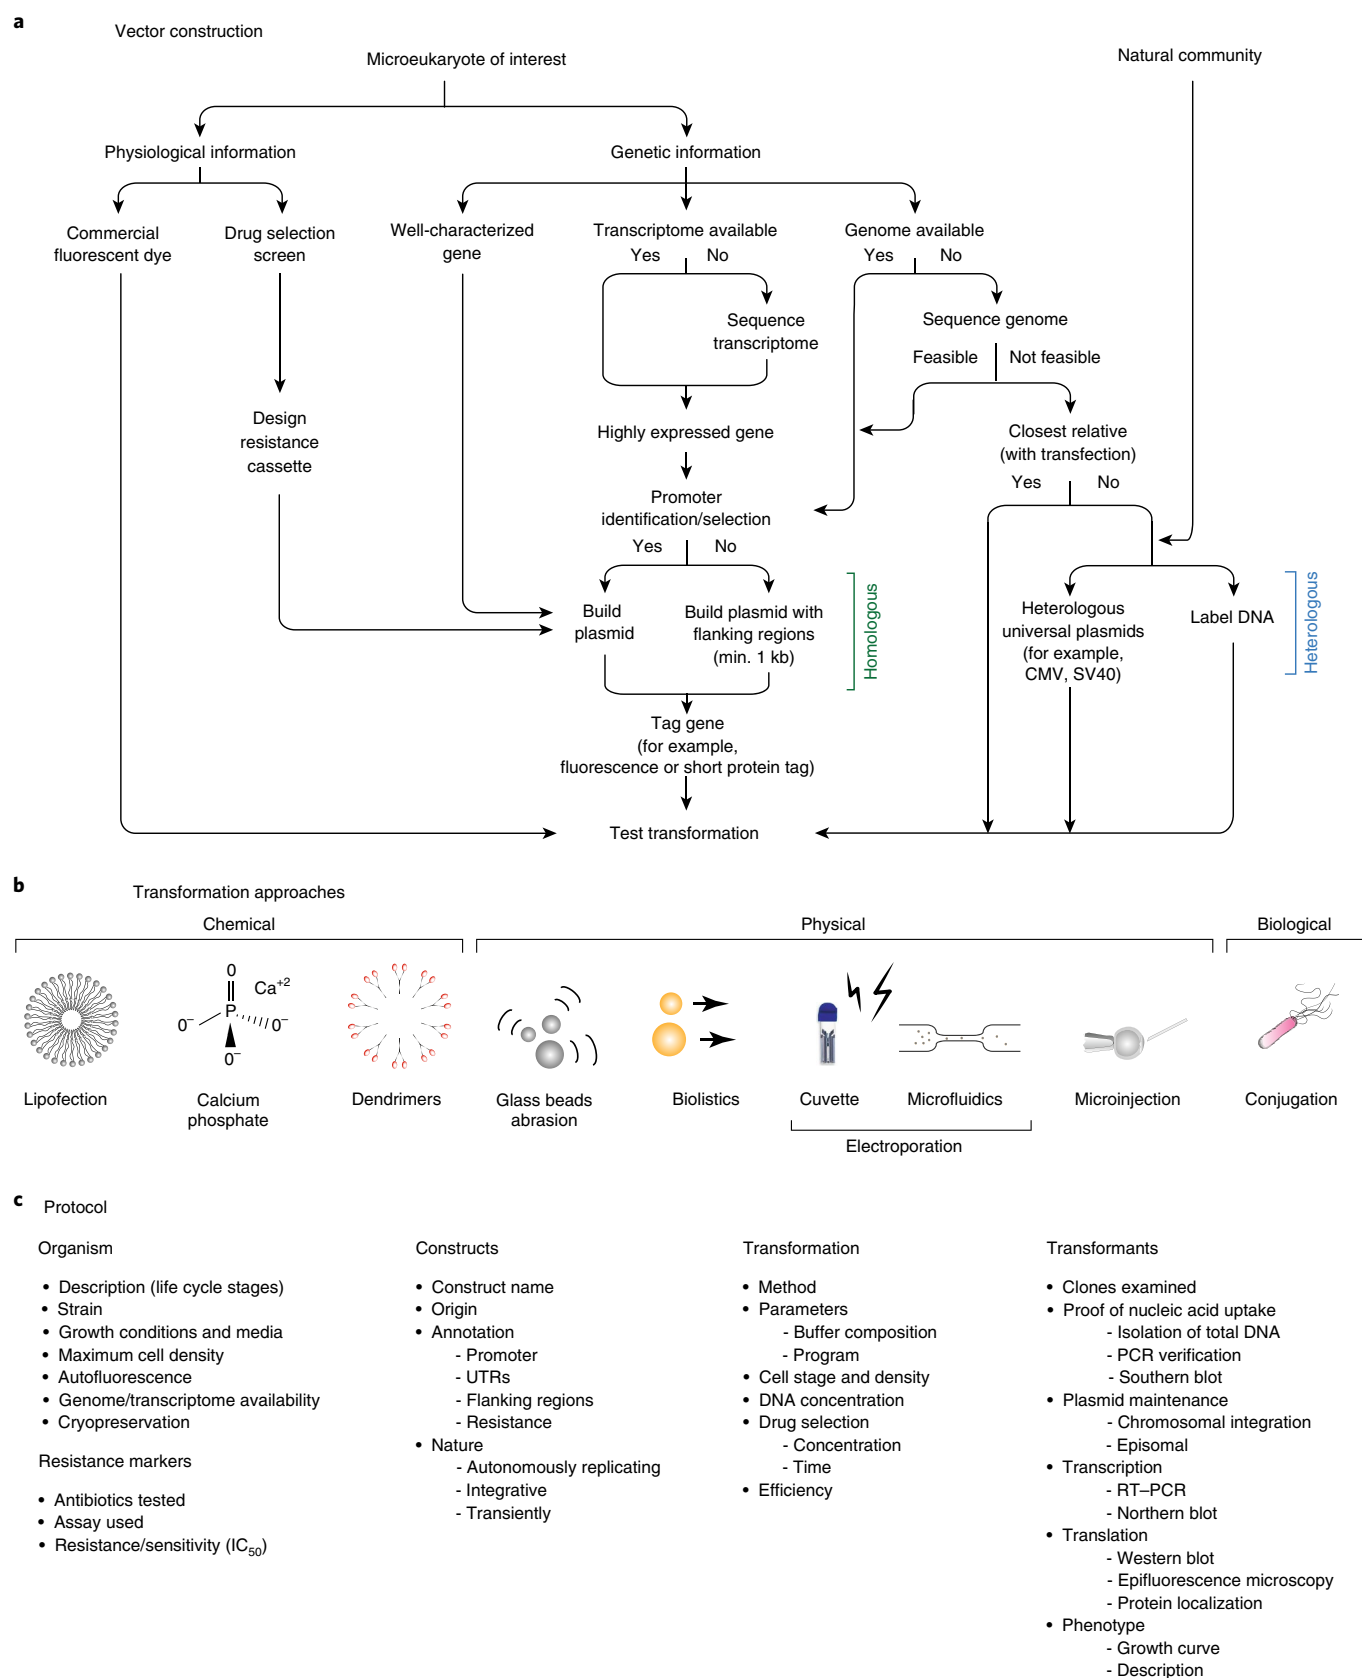 a
Vector construction
Microeukaryote of interest
Natural community
Physiological information
Genetic information
Commercial
fluorescent dye
Drug selection
screen
Well-characterized
gene
Transcriptome available
Yes
No
Genome available
Yes
No
Sequence
transcriptome
Sequence genome
Feasible
Not feasible
Design
resistance
cassette
Highly expressed gene
Closest relative
(with transfection)
Yes
No
Promoter
identification/selection
Yes
No
Build
plasmid
Build plasmid with
flanking regions
(min. 1 kb)
Homologous
Heterologous
universal plasmids
(for example,
CMV, SV40)
Label DNA
Heterologous
Tag gene
(for example,
fluorescence or short protein tag)
Test transformation
b
Transformation approaches
Chemical
Physical
Biological
0
Ca+2
P
0–
0–
0–
Lipofection
Calcium
phosphate
Dendrimers
Glass beads
abrasion
Biolistics
Cuvette
Microfluidics
Electroporation
Microinjection
Conjugation
c
Protocol
Organism
• Description (life cycle stages)
• Strain
• Growth conditions and media
• Maximum cell density
• Autofluorescence
• Genome/transcriptome availability
• Cryopreservation
Resistance markers
• Antibiotics tested
• Assay used
• Resistance/sensitivity (IC50)
Constructs
• Construct name
• Origin
• Annotation
- Promoter
- UTRs
- Flanking regions
- Resistance
• Nature
- Autonomously replicating
- Integrative
- Transiently
Transformation
• Method
• Parameters
- Buffer composition
- Program
• Cell stage and density
• DNA concentration
• Drug selection
- Concentration
- Time
• Efficiency
Transformants
• Clones examined
• Proof of nucleic acid uptake
- Isolation of total DNA
- PCR verification
- Southern blot
• Plasmid maintenance
- Chromosomal integration
- Episomal
• Transcription
- RT–PCR
- Northern blot
• Translation
- Western blot
- Epifluorescence microscopy
- Protein localization
• Phenotype
- Growth curve
- Description